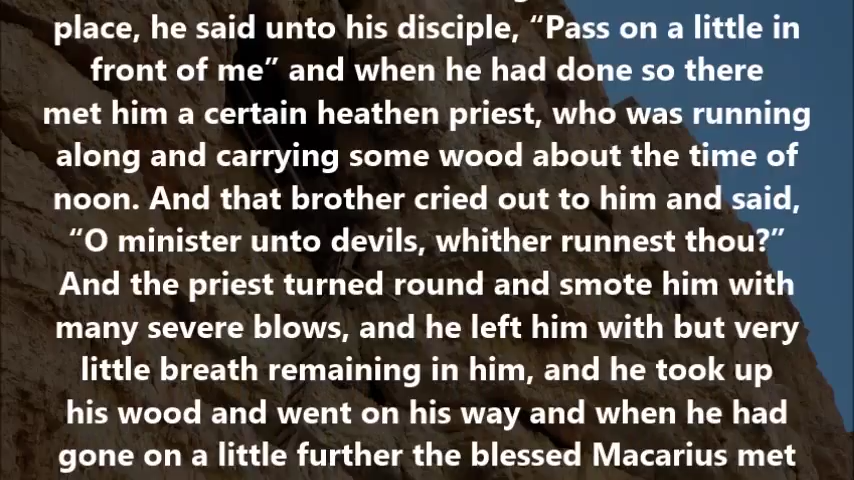 place, he said unto his disciple, “Pass on a little in
front of me” and when he had done so there
met him a certain heathen priest, who was running
along and carrying some wood about the time of
noon. And that brother cried out to him and said,
“O minister unto devils, whither runnest thou?”
And the priest turned round and smote him with
many severe blows, and he left him with but very
little breath remaining in him, and he took up
his wood and went on his way and when he had
gone on a little further the blessed Macarius met